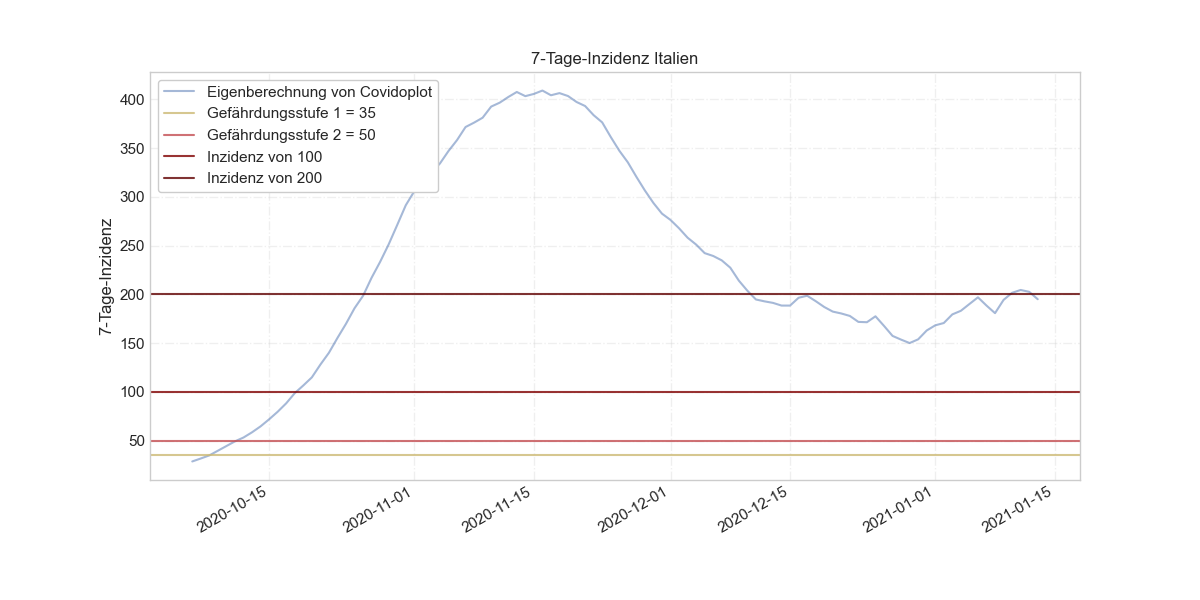 7-Tage-Inzidenz Italien
Eigenberechnung von Covidoplot
Gefährdungsstufe 1 = 35
Gefährdungsstufe 2 = 50
Inzidenz von 100
Inzidenz von 200
7-Tage-Inzidenz
400
350
300
250
200
150
100
50
2020-10-15
2020-11-01
2020-11-15
2020-12-01
2020-12-15
2021-01-01
2021-01-15